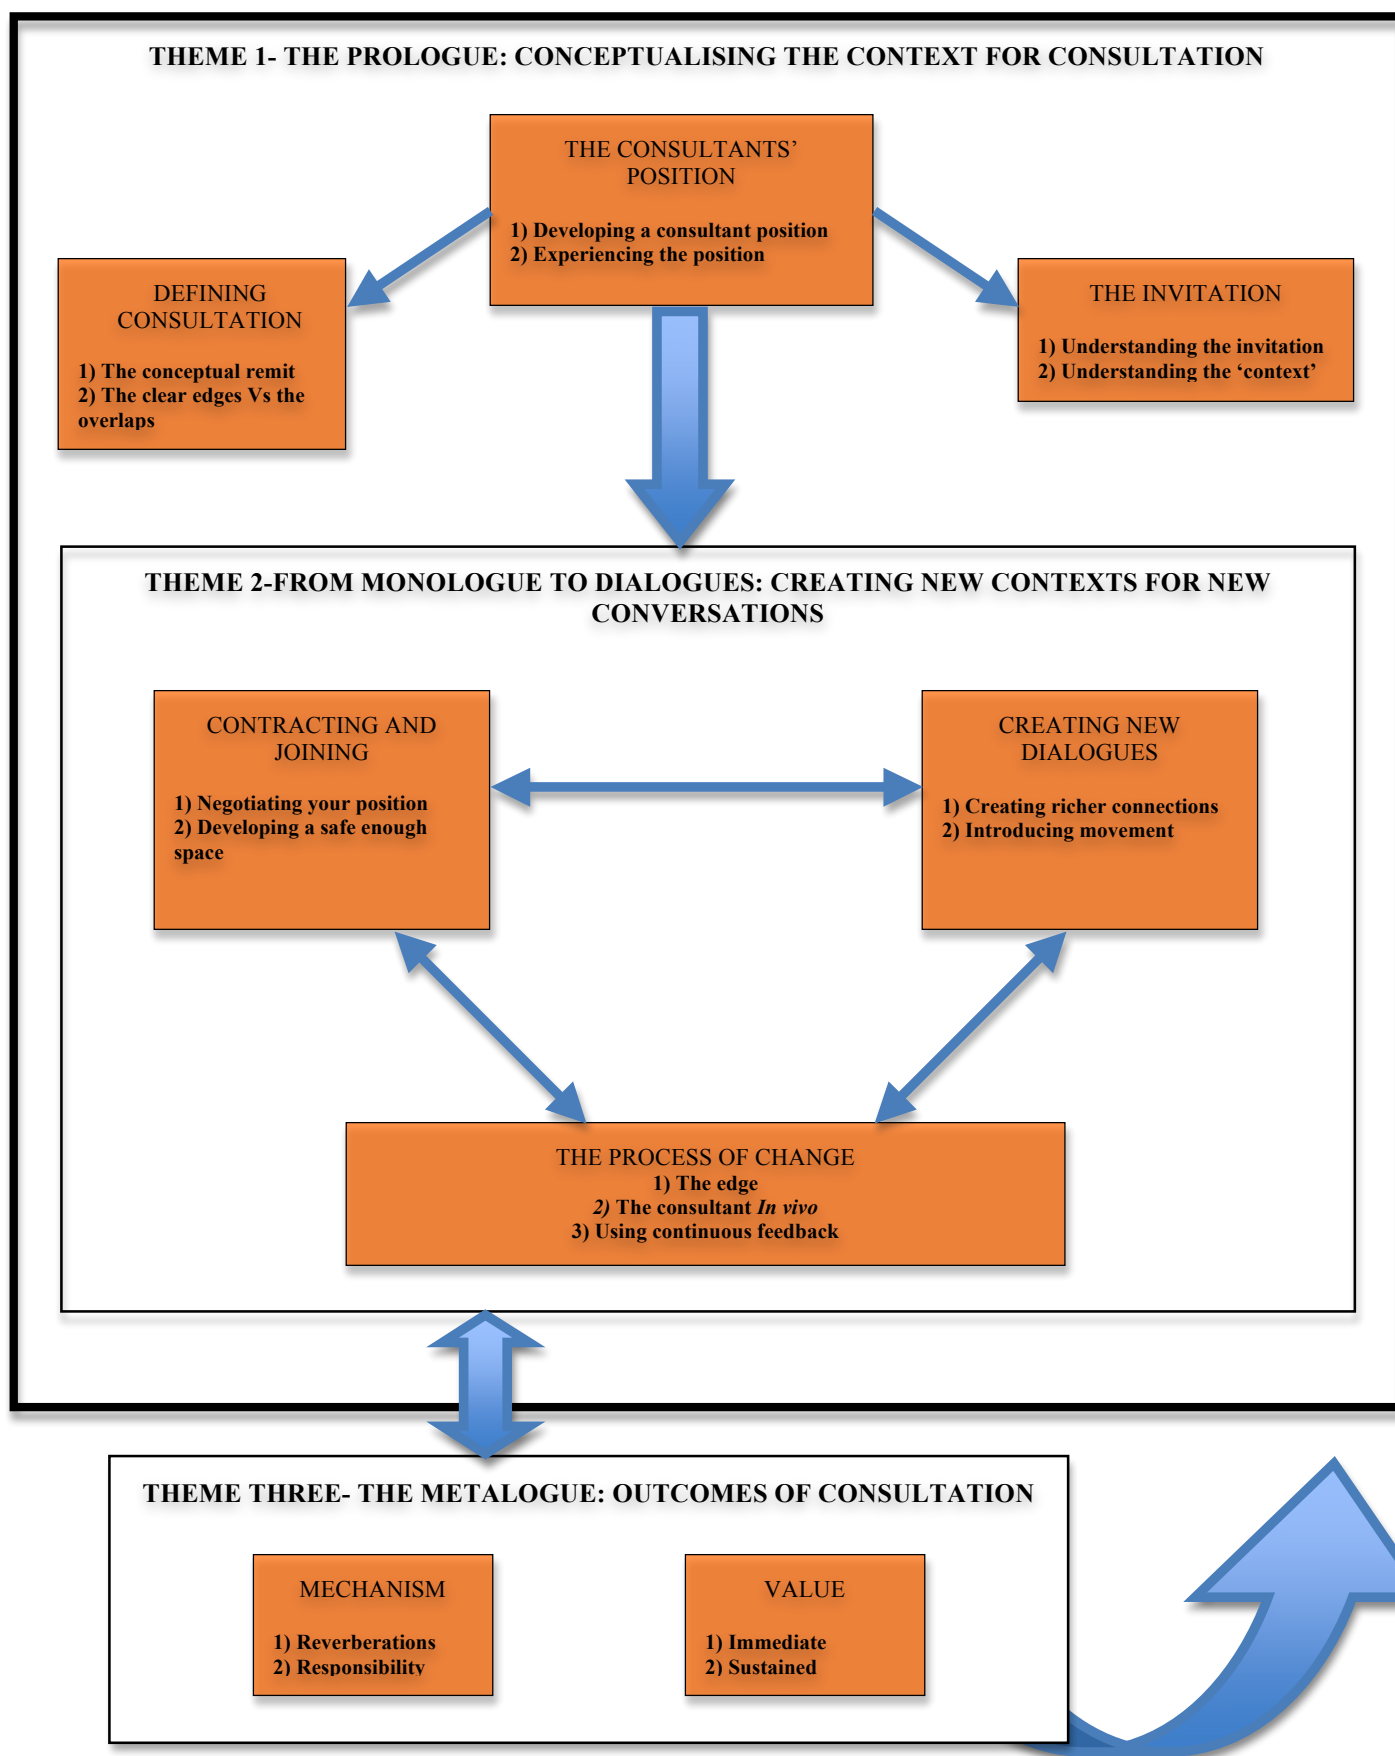 THEME 1- THE PROLOGUE: CONCEPTUALISING THE CONTEXT FOR CONSULTATION
THE CONSULTANTS’
POSITION
1) Developing a consultant position
2) Experiencing the position
DEFINING
CONSULTATION
1) The conceptual remit
2) The clear edges Vs the
overlaps
THE INVITATION
1) Understanding the invitation
2) Understanding the ‘context’
THEME 2-FROM MONOLOGUE TO DIALOGUES: CREATING NEW CONTEXTS FOR NEW
CONVERSATIONS
CONTRACTING AND
JOINING
1) Negotiating your position
2) Developing a safe enough
space
CREATING NEW
DIALOGUES
1) Creating richer connections
2) Introducing movement
THE PROCESS OF CHANGE
1) The edge
2) The consultant In vivo
3) Using continuous feedback
THEME THREE- THE METALOGUE: OUTCOMES OF CONSULTATION
MECHANISM
1) Reverberations
2) Responsibility
VALUE
1) Immediate
2) Sustained